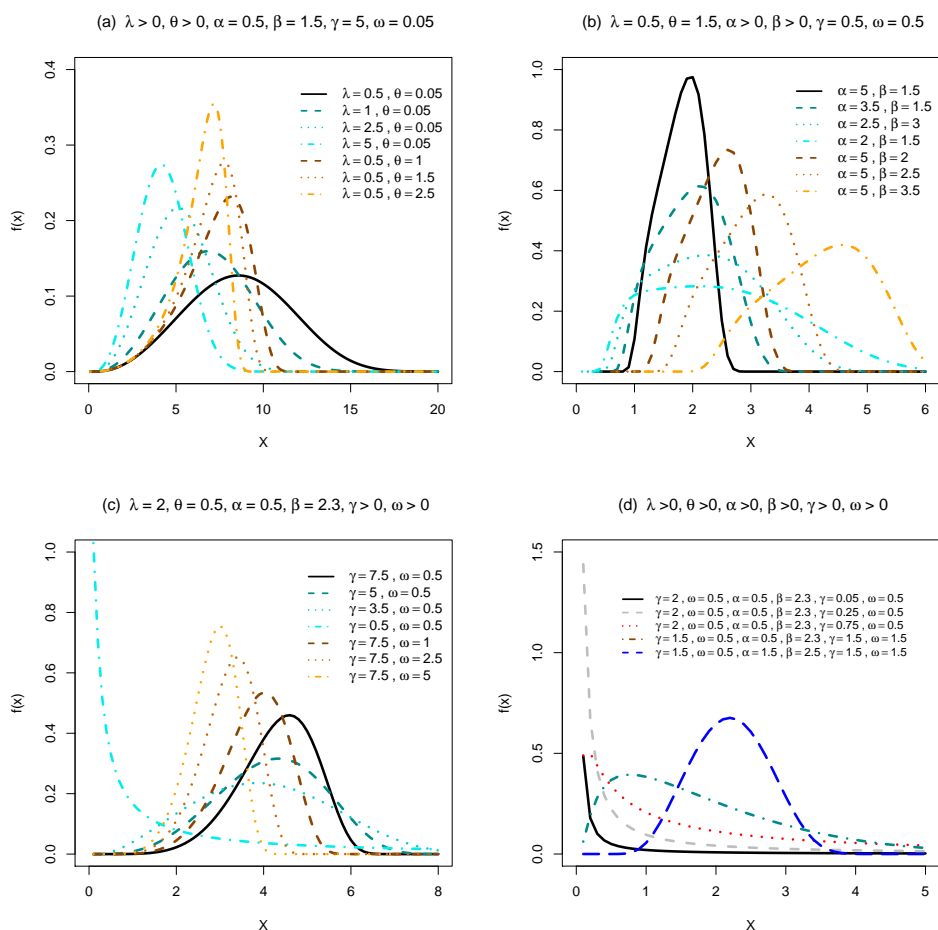 (a) λ > 0, θ > 0, α = 0.5, β = 1.5, γ = 5, ω = 0.05
f(x)
0.4
0.3
0.2
0.1
0.0
λ = 0.5 , θ = 0.05
λ = 1 , θ = 0.05
λ = 2.5 , θ = 0.05
λ = 5 , θ = 0.05
λ = 0.5 , θ = 1
λ = 0.5 , θ = 1.5
λ = 0.5 , θ = 2.5
0 5 10 15 20
X
(b) λ = 0.5, θ = 1.5, α > 0, β > 0, γ = 0.5, ω = 0.5
f(x)
1.0
0.8
0.6
0.4
0.2
0.0
α = 5 , β = 1.5
α = 3.5 , β = 1.5
α = 2.5 , β = 3
α = 2 , β = 1.5
α = 5 , β = 2
α = 5 , β = 2.5
α = 5 , β = 3.5
0 1 2 3 4 5 6
X
(c) λ = 2, θ = 0.5, α = 0.5, β = 2.3, γ > 0, ω > 0
f(x)
1.0
0.8
0.6
0.4
0.2
0.0
γ = 7.5 , ω = 0.5
γ = 5 , ω = 0.5
γ = 3.5 , ω = 0.5
γ = 0.5 , ω = 0.5
γ = 7.5 , ω = 1
γ = 7.5 , ω = 2.5
γ = 7.5 , ω = 5
0 2 4 6 8
X
(d) λ >0, θ >0, α >0, β >0, γ >0, ω > 0
f(x)
1.5
1.0
0.5
0.0
γ = 2 , ω = 0.5 , α = 0.5 , β = 2.3 , γ = 0.05 , ω = 0.5
γ = 2 , ω = 0.5 , α = 0.5 , β = 2.3 , γ = 0.25 , ω = 0.5
γ = 2 , ω = 0.5 , α = 0.5 , β = 2.3 , γ = 0.75 , ω = 0.5
γ = 1.5 , ω = 0.5 , α = 0.5 , β = 2.3 , γ = 1.5 , ω = 1.5
γ = 1.5 , ω = 0.5 , α = 1.5 , β = 2.5 , γ = 1.5 , ω = 1.5
0 1 2 3 4 5
X